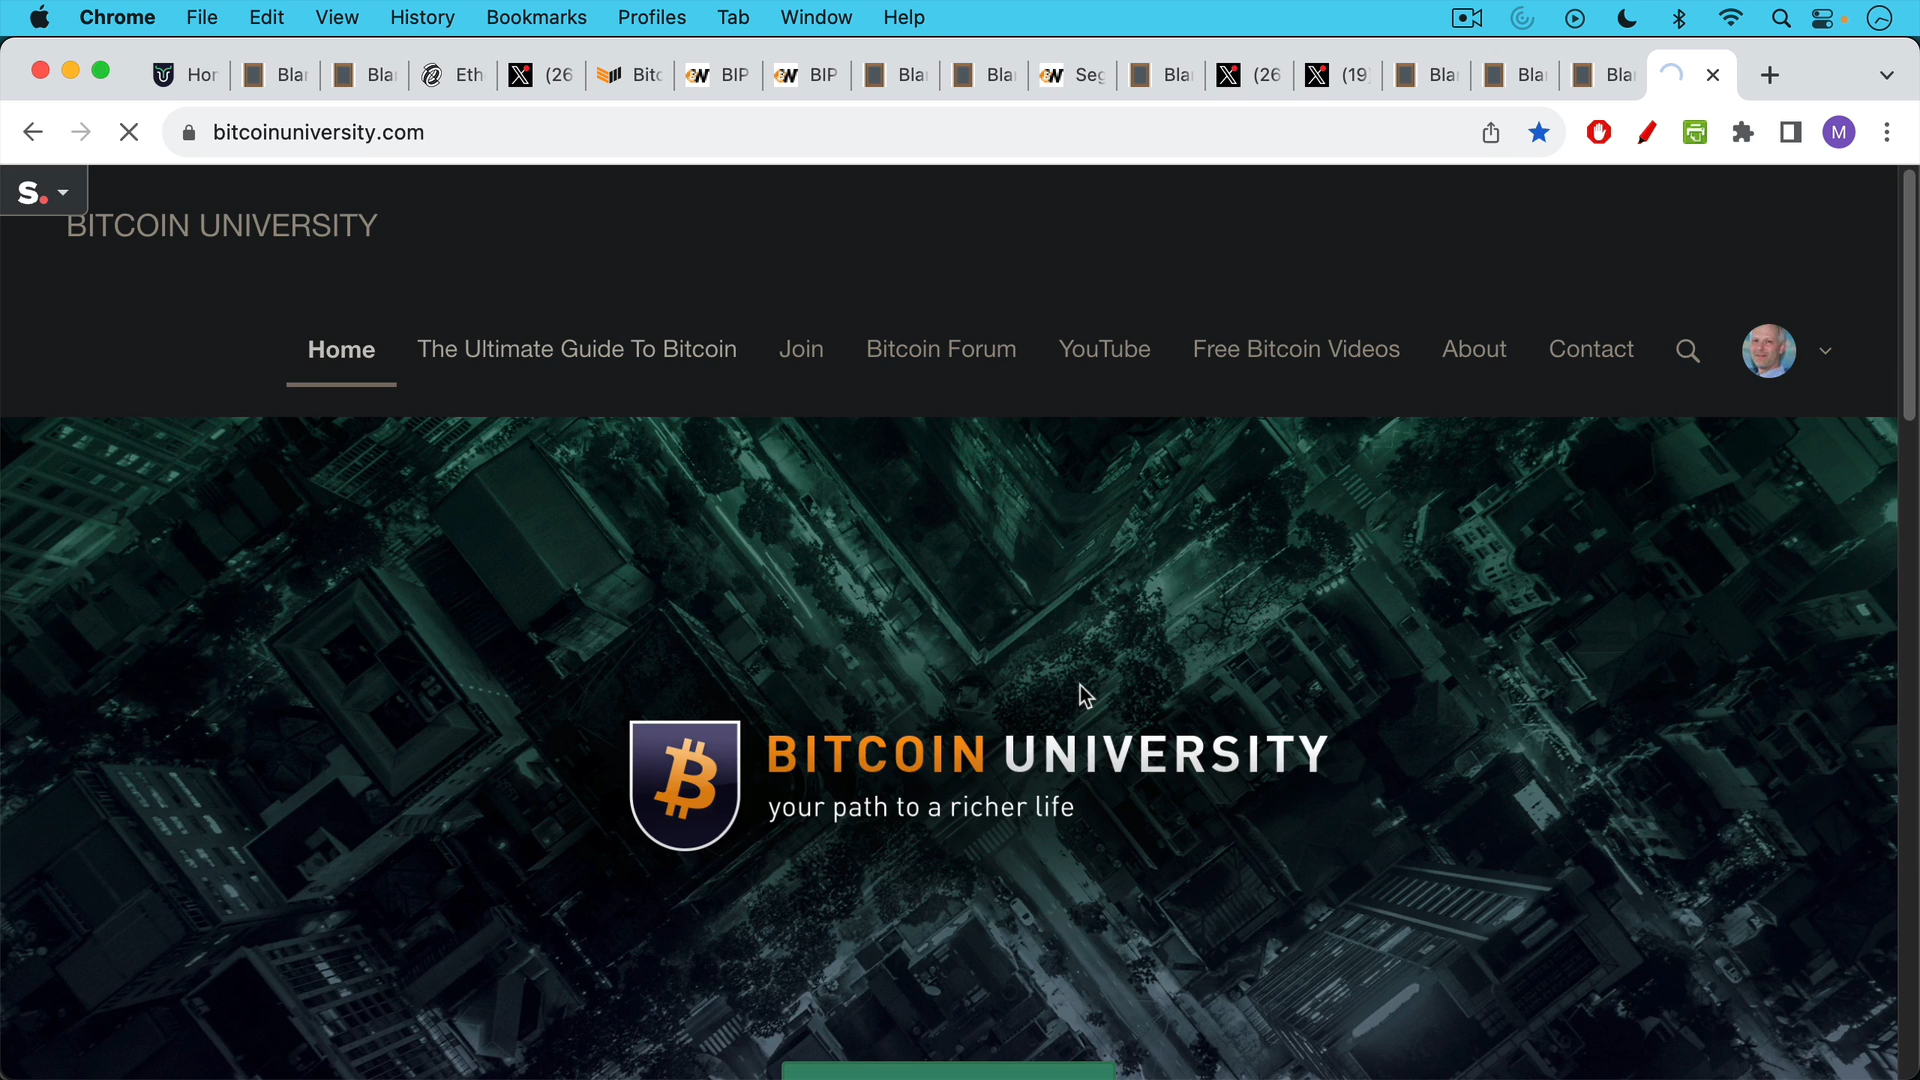 Chrome File Edit View History Bookmarks Profiles Tab Window Help
Hor Blar Bla Eth (26 Bitc BIP BIP Bla Bla Seg Bla (26 (19 Bla Bla Bla
bitcoinuniversity.com M
S.
BITCOIN UNIVERSITY
Home The Ultimate Guide To Bitcoin Join Bitcoin Forum YouTube Free Bitcoin Videos About Contact
BITCOIN UNIVERSITY
your path to a richer life